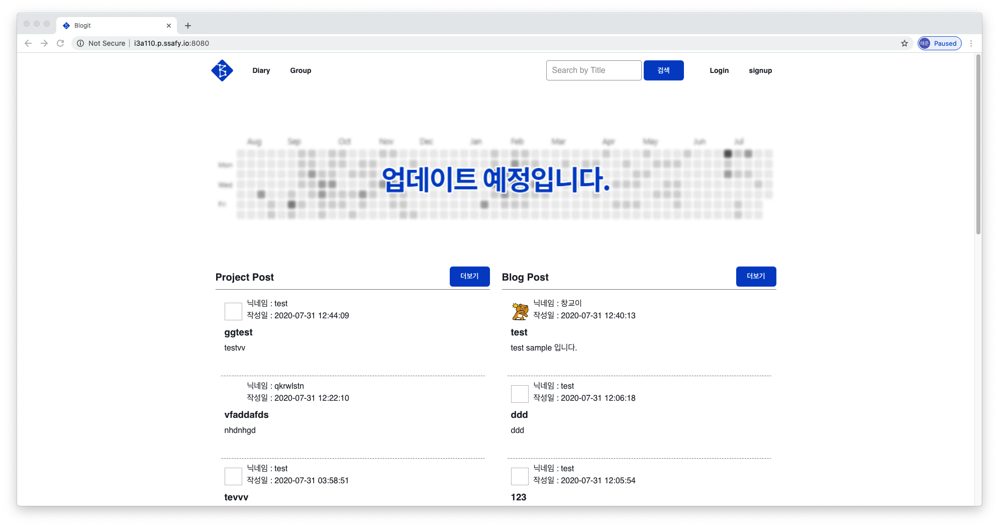 Blogit
Not Secure | i3a110.p.ssafy.io:8080
태준 Paused
Diary Group Search by Title 검색 Login signup
Aug Sep Oct Nov Dec Jan Feb Mar Apr May Jun Jul
Mon
Wed
Fri
업데이트 예정입니다.
Project Post 더보기
닉네임 : test
작성일 : 2020-07-31 12:44:09
ggtest
testvv
닉네임 : qkrwlstn
작성일 : 2020-07-31 12:22:10
vfaddafds
nhdnhgd
닉네임 : test
작성일 : 2020-07-31 03:58:51
tevvv
Blog Post 더보기
닉네임 : 창교이
작성일 : 2020-07-31 12:40:13
test
test sample 입니다.
닉네임 : test
작성일 : 2020-07-31 12:06:18
ddd
ddd
닉네임 : test
작성일 : 2020-07-31 12:05:54
123